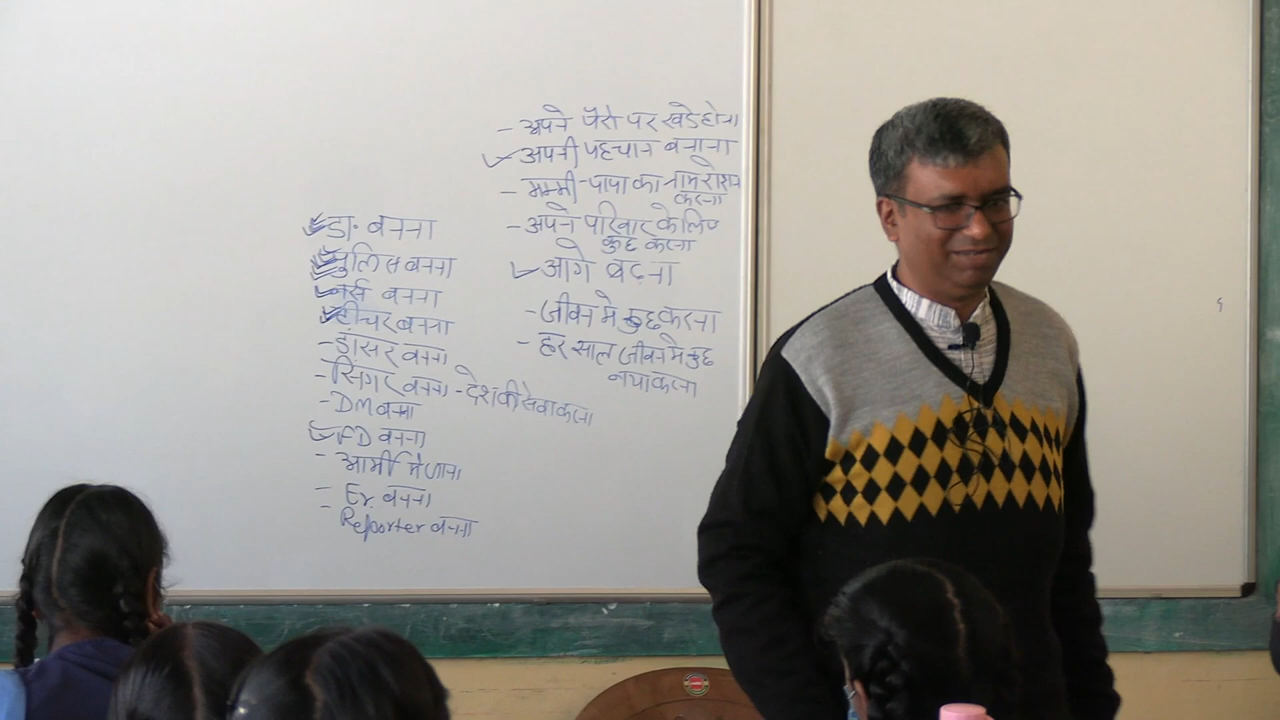 डा. बनना
पुलिस बनना
नर्स बनना
टीचर बनना
- डांसर बनना
- सिंगर बनना - देश की सेवा करना
- DM बनना
FD बनना
- आर्मी में जाना
- Er. बनना
- Reporter बनना
- अपने पैरो पर खडे होना
अपनी पहचान बनाना
- मम्मी-पापा का नाम रोशन
करना
- अपने परिवार के लिए
कुछ करना
आगे बढ़ना
- जीवन मे कुछ करना
- हर साल जीवन मे कुछ
नया करना